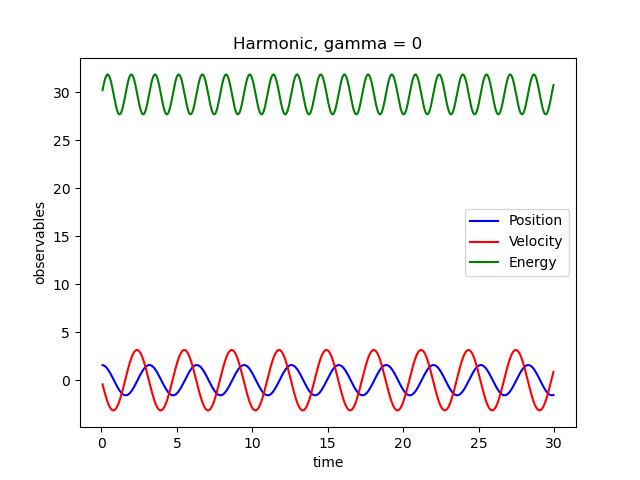 Harmonic, gamma = 0
observables
30
25
20
15
10
5
0
Position
Velocity
Energy
0 5 10 15 20 25 30
time